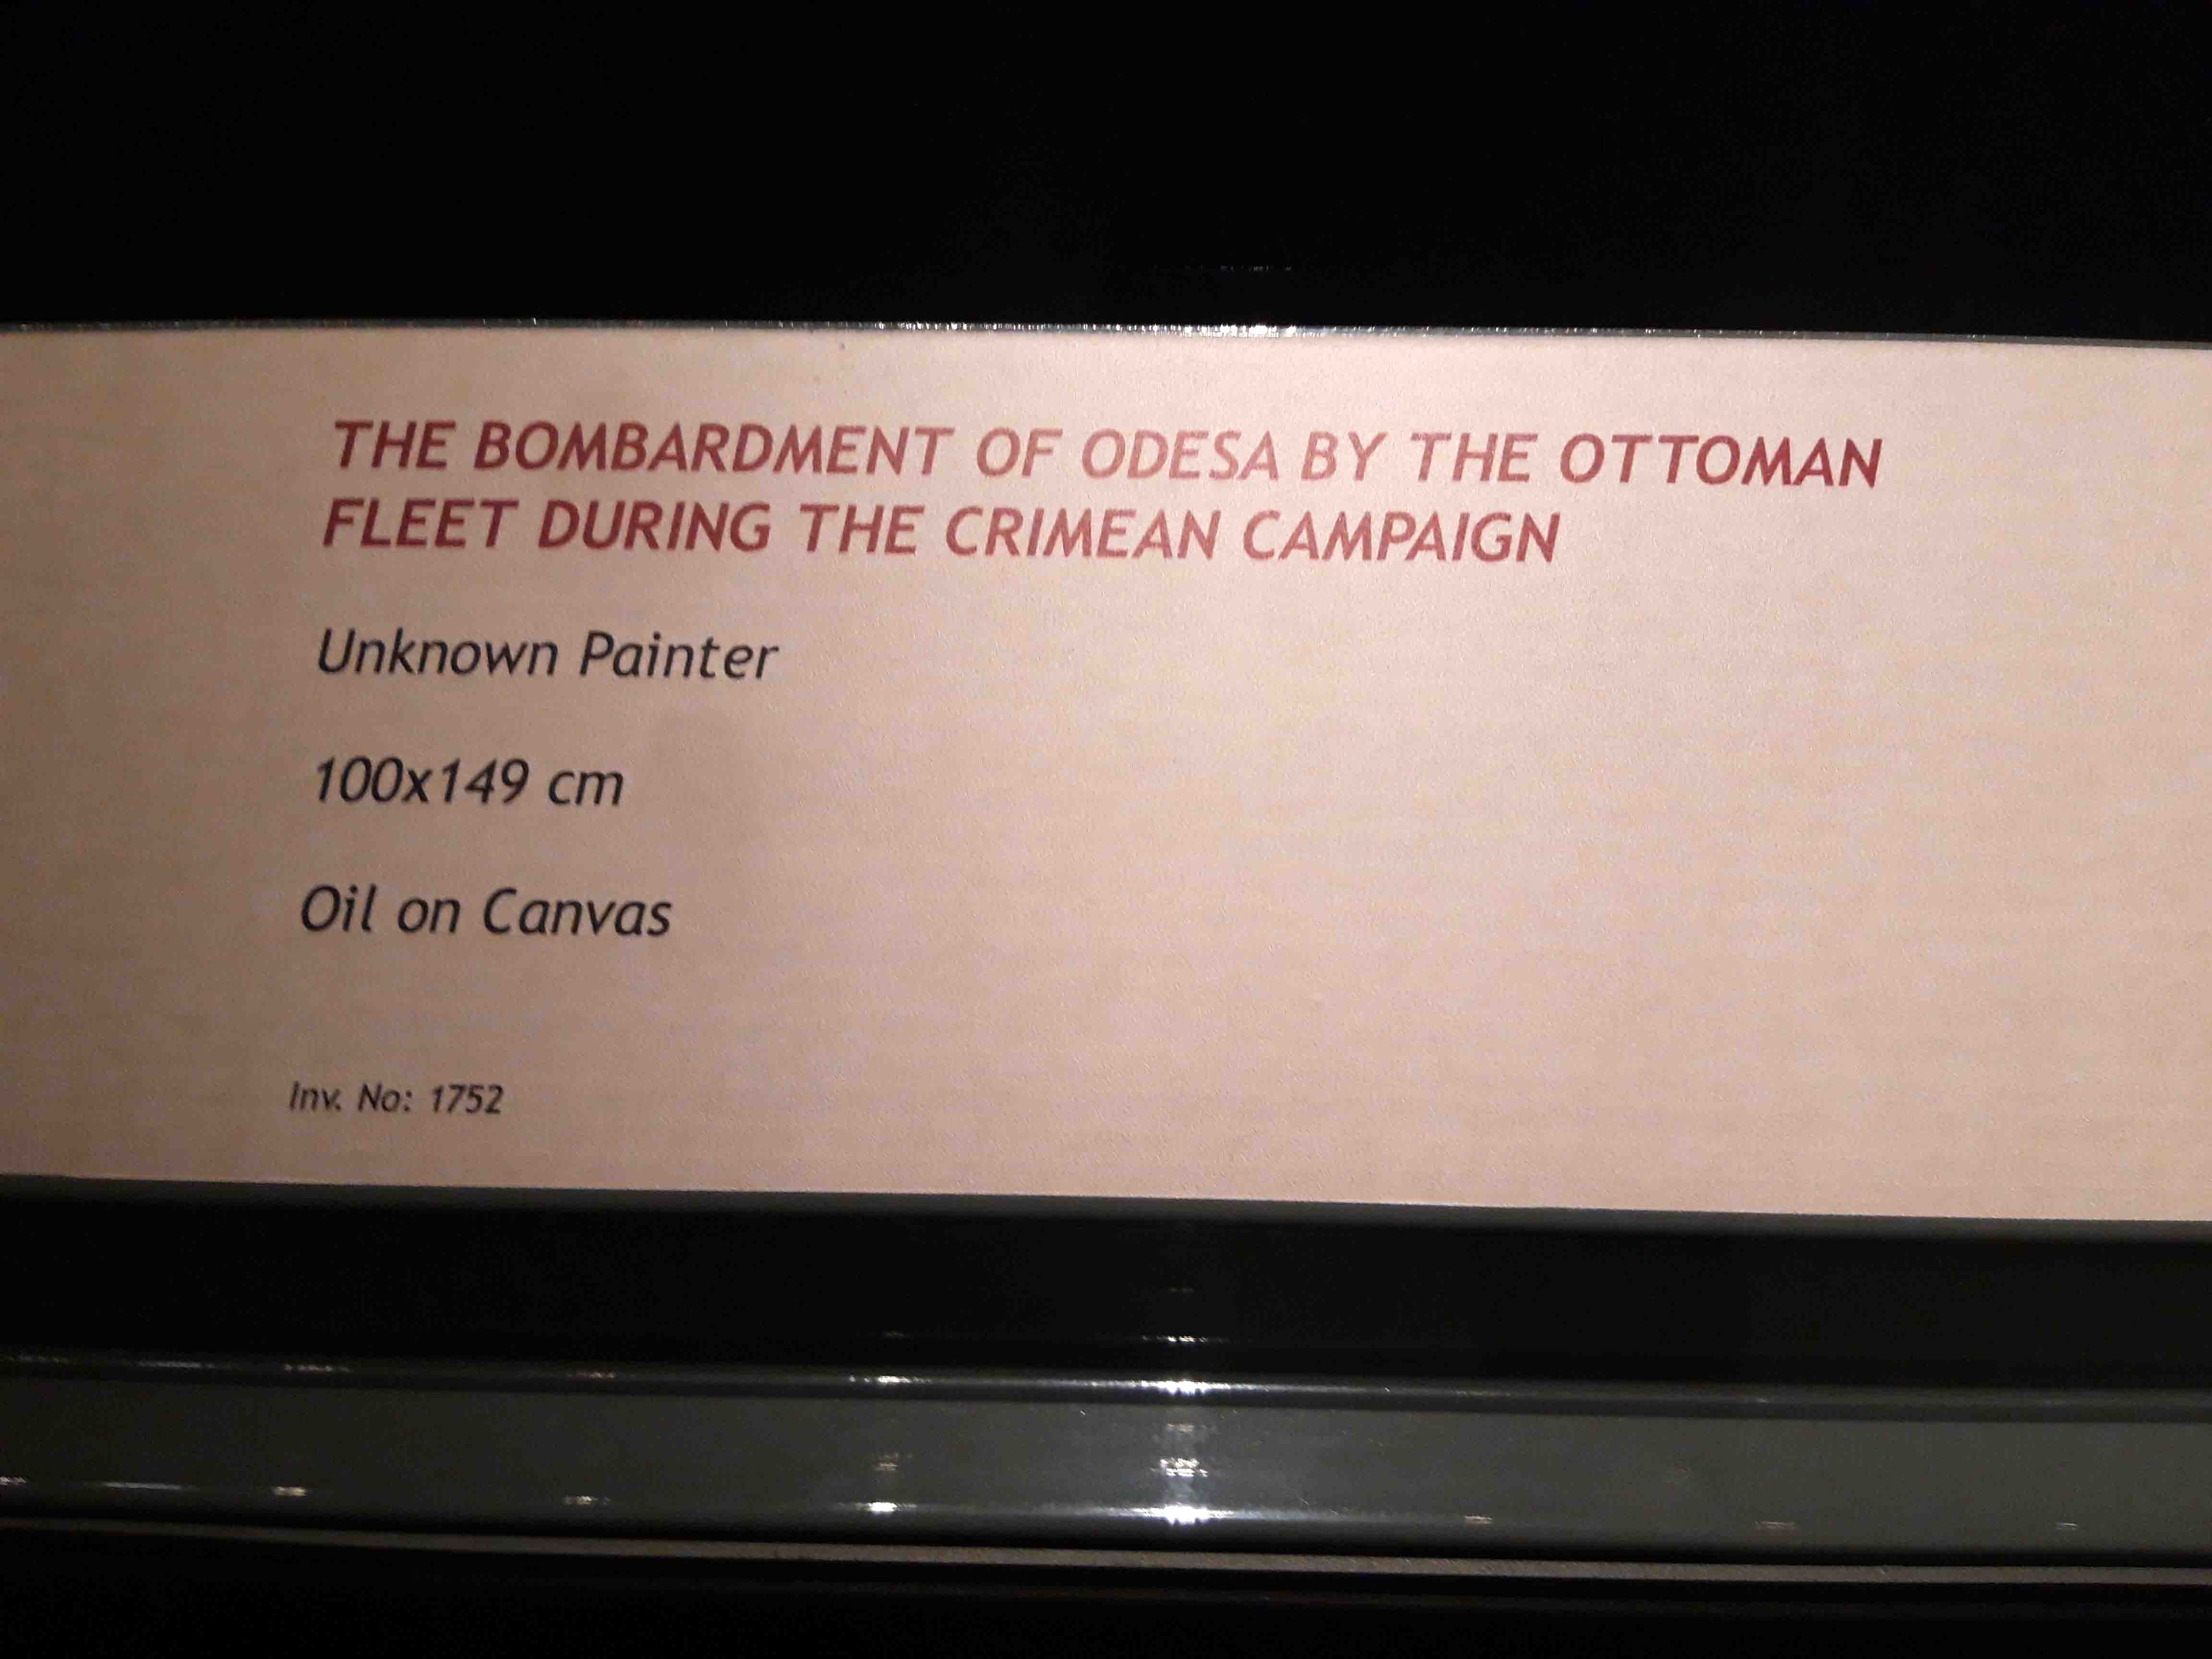 THE BOMBARDMENT OF ODESA BY THE OTTOMAN
FLEET DURING THE CRIMEAN CAMPAIGN
Unknown Painter
100x149 cm
Oil on Canvas
Inv. No: 1752